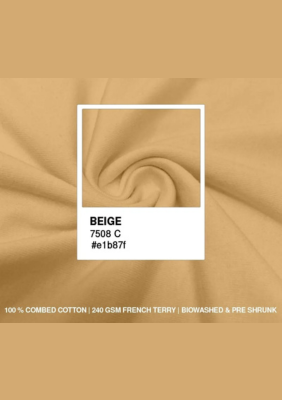 BEIGE
7508 C
#e1b87f
100 % COMBED COTTON | 240 GSM FRENCH TERRY | BIOWASHED & PRE SHRUNK